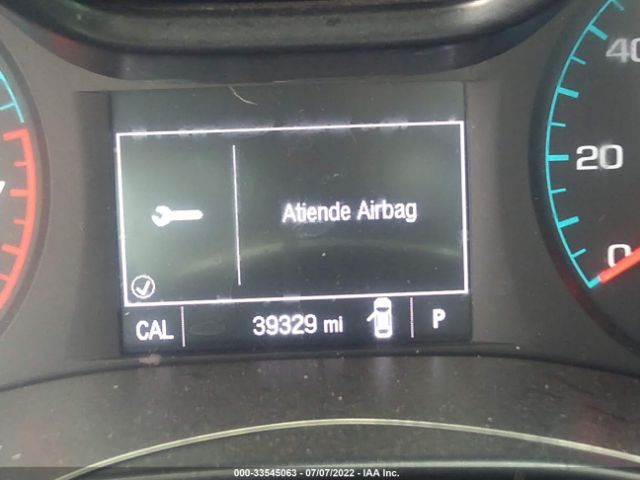 40
20
0
Atiende Airbag
CAL
39329 mi
P
000-33545063 - 07/07/2022 - IAA Inc.